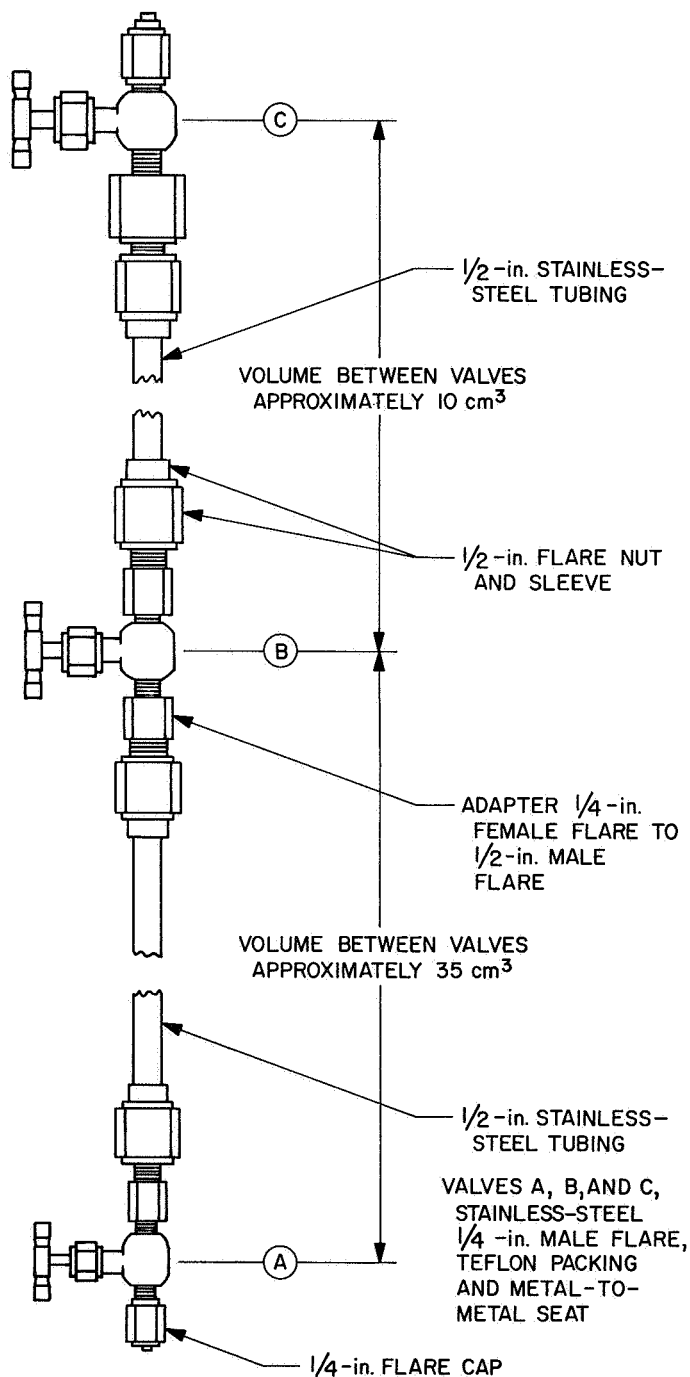 C
1/2-in. STAINLESS-
STEEL TUBING
VOLUME BETWEEN VALVES
APPROXIMATELY 10 cm³
1/2-in. FLARE NUT
AND SLEEVE
B
ADAPTER 1/4-in.
FEMALE FLARE TO
1/2-in. MALE
FLARE
VOLUME BETWEEN VALVES
APPROXIMATELY 35 cm³
1/2-in. STAINLESS-
STEEL TUBING
VALVES A, B, AND C,
STAINLESS-STEEL
1/4-in. MALE FLARE,
TEFLON PACKING
AND METAL-TO-
METAL SEAT
A
1/4-in. FLARE CAP